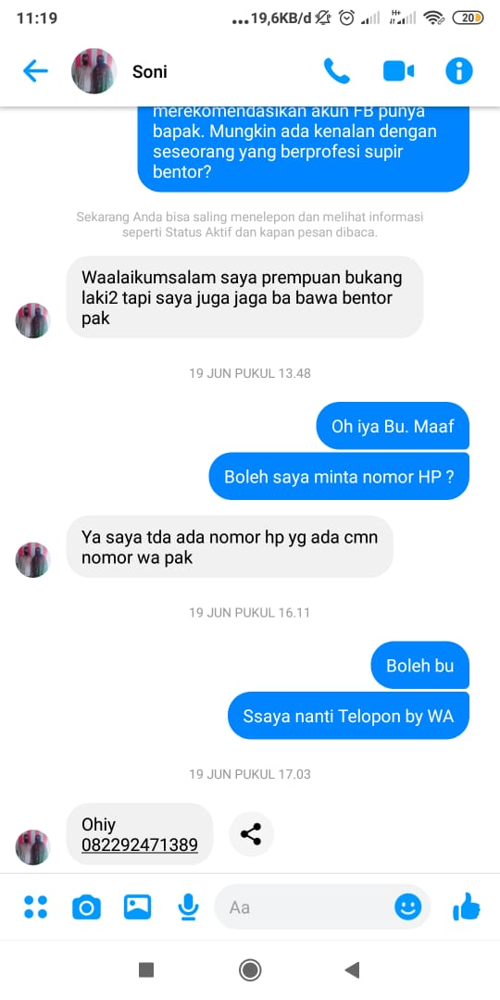 11:19
...19,6KB/d
H+
20
Soni
merekomendasikan akun FB punya
bapak. Mungkin ada kenalan dengan
seseorang yang berprofesi supir
bentor?
Sekarang Anda bisa saling menelepon dan melihat informasi
seperti Status Aktif dan kapan pesan dibaca.
Waalaikumsalam saya prempuan bukang
laki2 tapi saya juga jaga ba bawa bentor
pak
19 JUN PUKUL 13.48
Oh iya Bu. Maaf
Boleh saya minta nomor HP ?
Ya saya tda ada nomor hp yg ada cmn
nomor wa pak
19 JUN PUKUL 16.11
Boleh bu
Ssaya nanti Telopon by WA
19 JUN PUKUL 17.03
Ohiy
082292471389
Aa